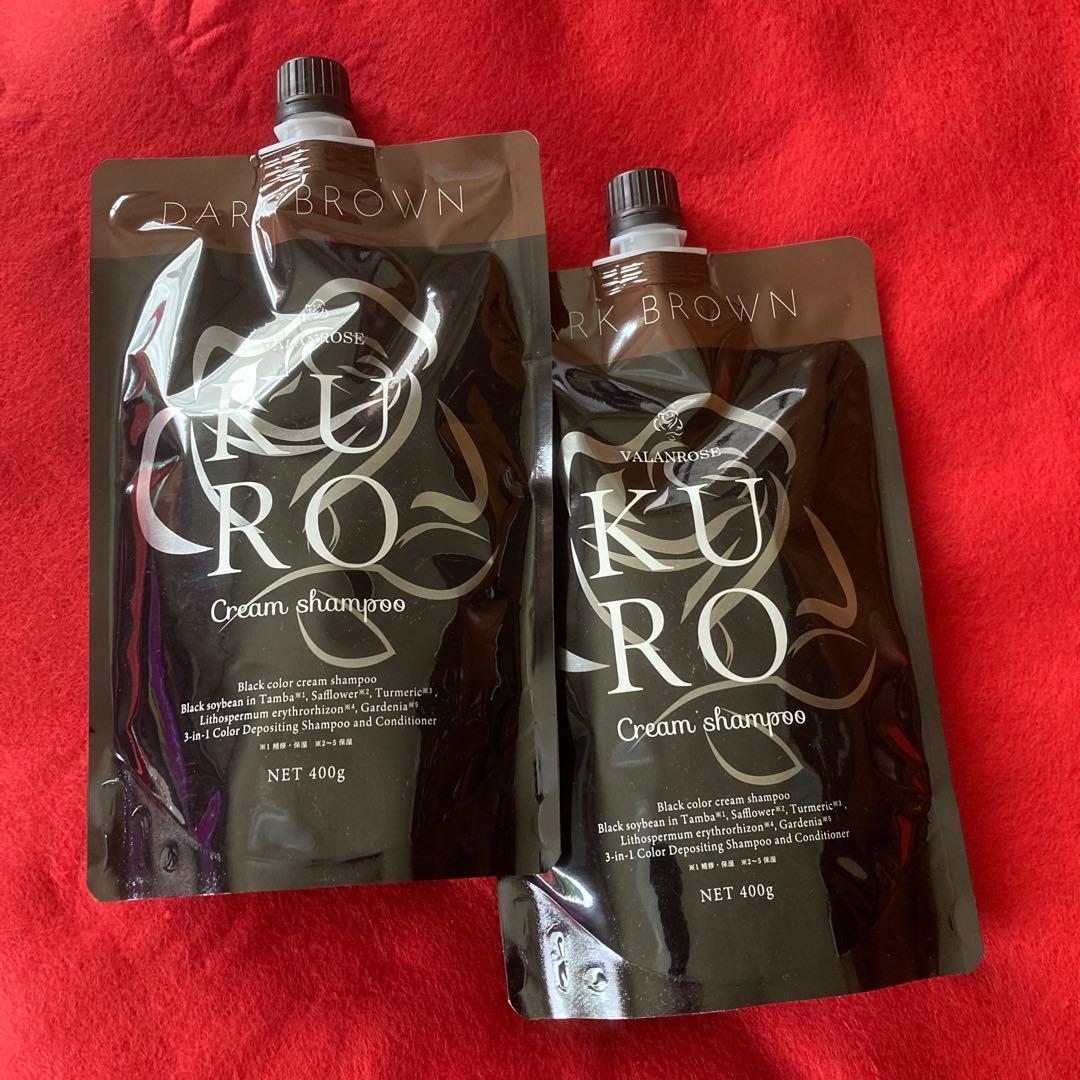 DARK BROWN
VALANROSE
KU
RO
Cream shampoo
Black color cream shampoo
Black soybean in Tamba※1, Safflower※2, Turmeric※3,
Lithospermum erythrorhizon※4, Gardenia※5
3-in-1 Color Depositing Shampoo and Conditioner
※1 補修・保湿 ※2〜5 保湿
NET 400g
ARK BROWN
VALANROSE
KU
RO
Cream shampoo
Black color cream shampoo
Black soybean in Tamba※1, Safflower※2, Turmeric※3,
Lithospermum erythrorhizon※4, Gardenia※5
3-in-1 Color Depositing Shampoo and Conditioner
※1 補修・保湿 ※2〜5 保湿
NET 400g